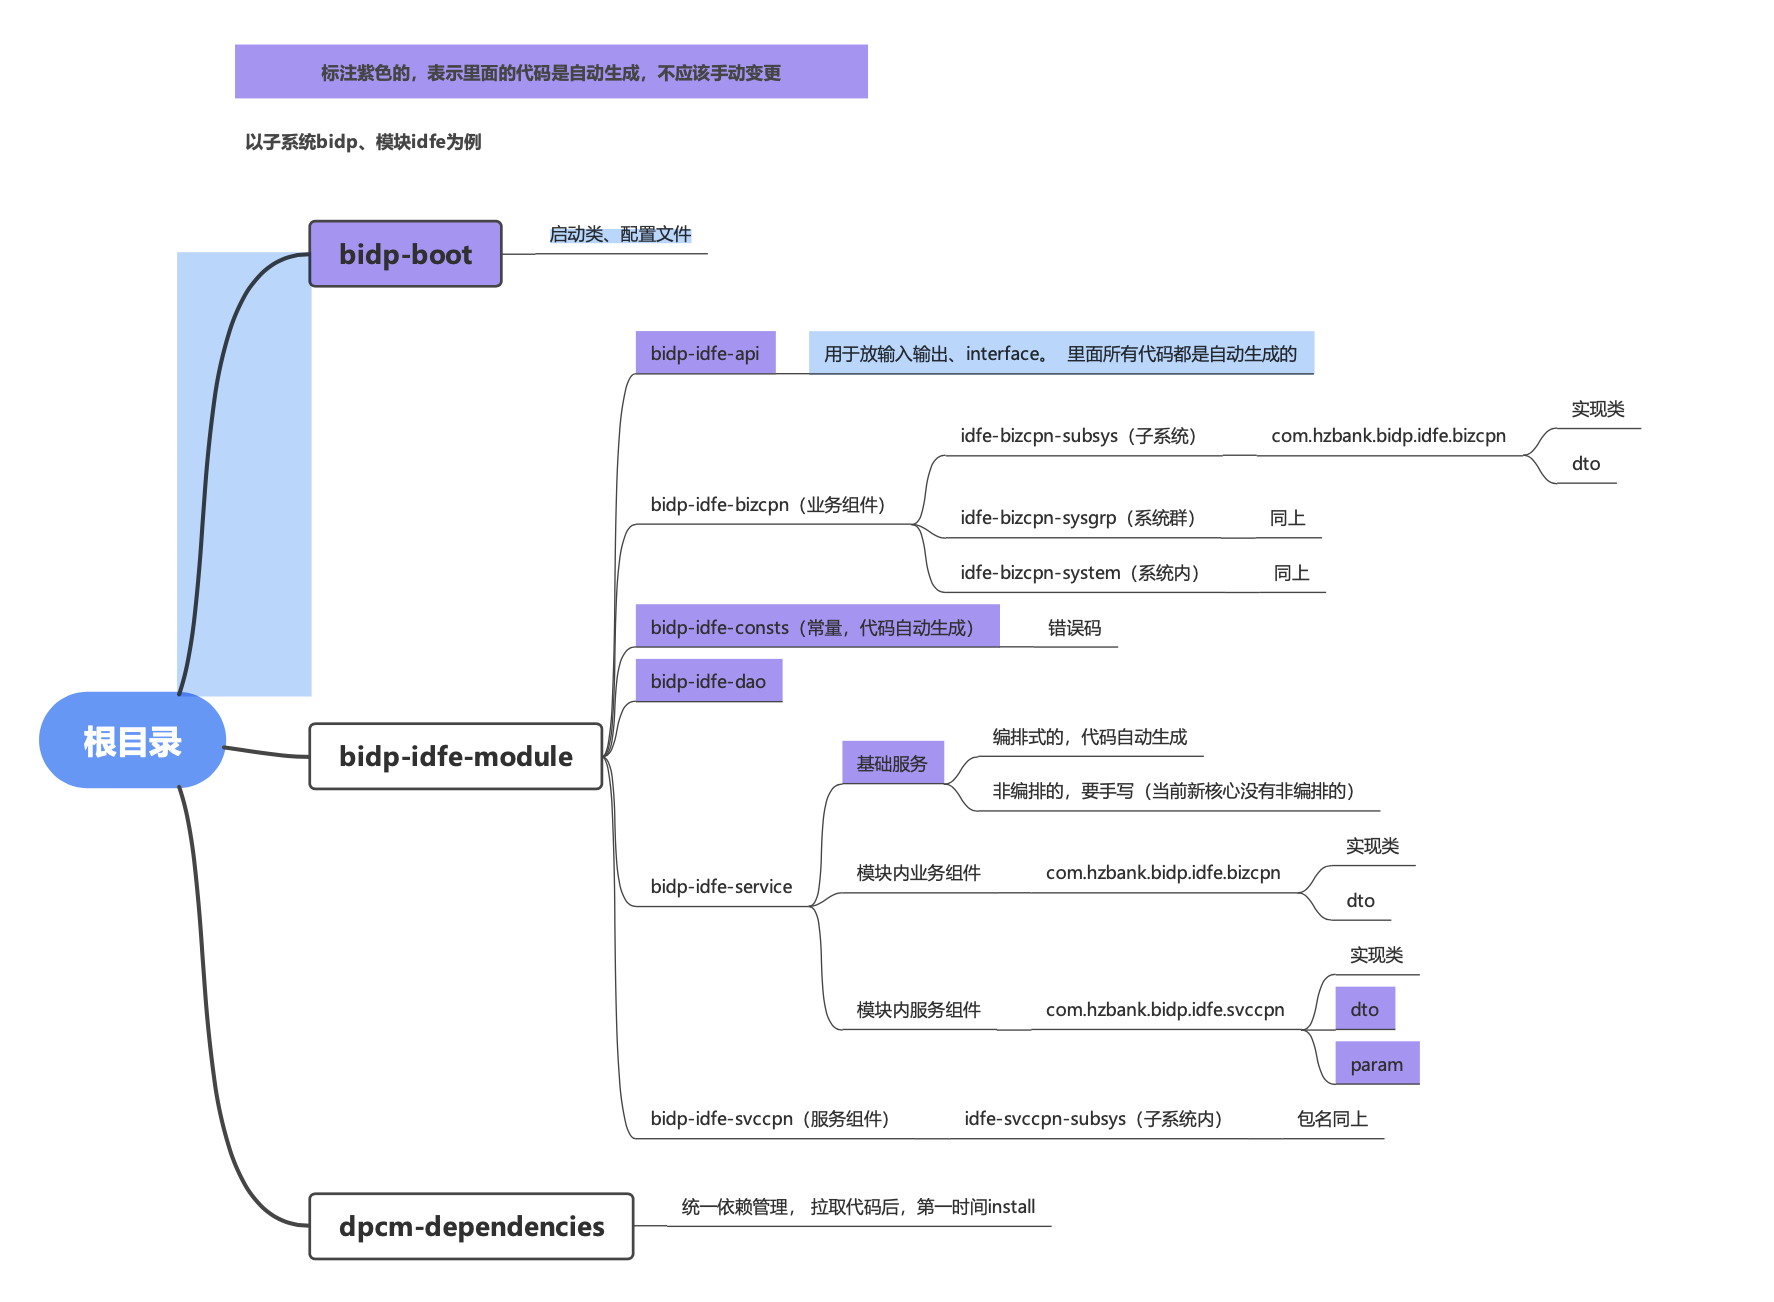 标注紫色的，表示里面的代码是自动生成，不应该手动变更
以子系统bidp、模块idfe为例
根目录
bidp-boot
启动类、配置文件
bidp-idfe-module
bidp-idfe-api
用于放输入输出、interface。 里面所有代码都是自动生成的
bidp-idfe-bizcpn（业务组件）
idfe-bizcpn-subsys（子系统）
com.hzbank.bidp.idfe.bizcpn
实现类
dto
idfe-bizcpn-sysgrp（系统群）
同上
idfe-bizcpn-system（系统内）
同上
bidp-idfe-consts（常量，代码自动生成）
错误码
bidp-idfe-dao
bidp-idfe-service
基础服务
编排式的，代码自动生成
非编排的，要手写（当前新核心没有非编排的）
模块内业务组件
com.hzbank.bidp.idfe.bizcpn
实现类
dto
模块内服务组件
com.hzbank.bidp.idfe.svccpn
实现类
dto
param
bidp-idfe-svccpn（服务组件）
idfe-svccpn-subsys（子系统内）
包名同上
dpcm-dependencies
统一依赖管理， 拉取代码后，第一时间install